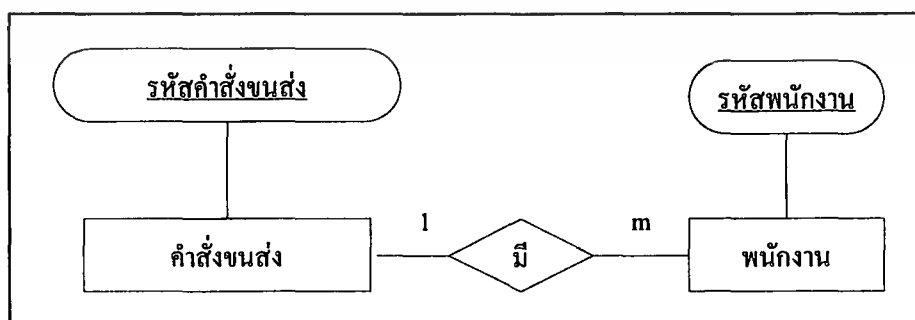 รหัสคำสั่งขนส่ง
รหัสพนักงาน
คำสั่งขนส่ง
1
มี
m
พนักงาน